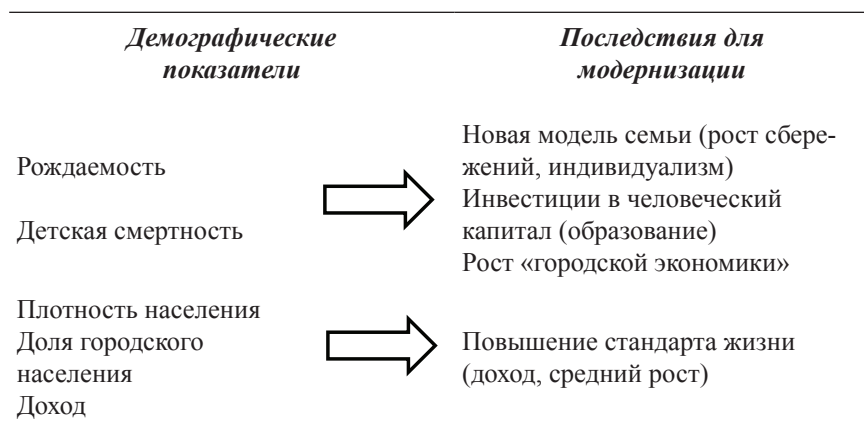 Демографические
показатели
Последствия для
модернизации
Рождаемость
Детская смертность
Новая модель семьи (рост сбере-
жений, индивидуализм)
Инвестиции в человеческий
капитал (образование)
Рост «городской экономики»
Плотность населения
Доля городского
населения
Доход
Повышение стандарта жизни
(доход, средний рост)